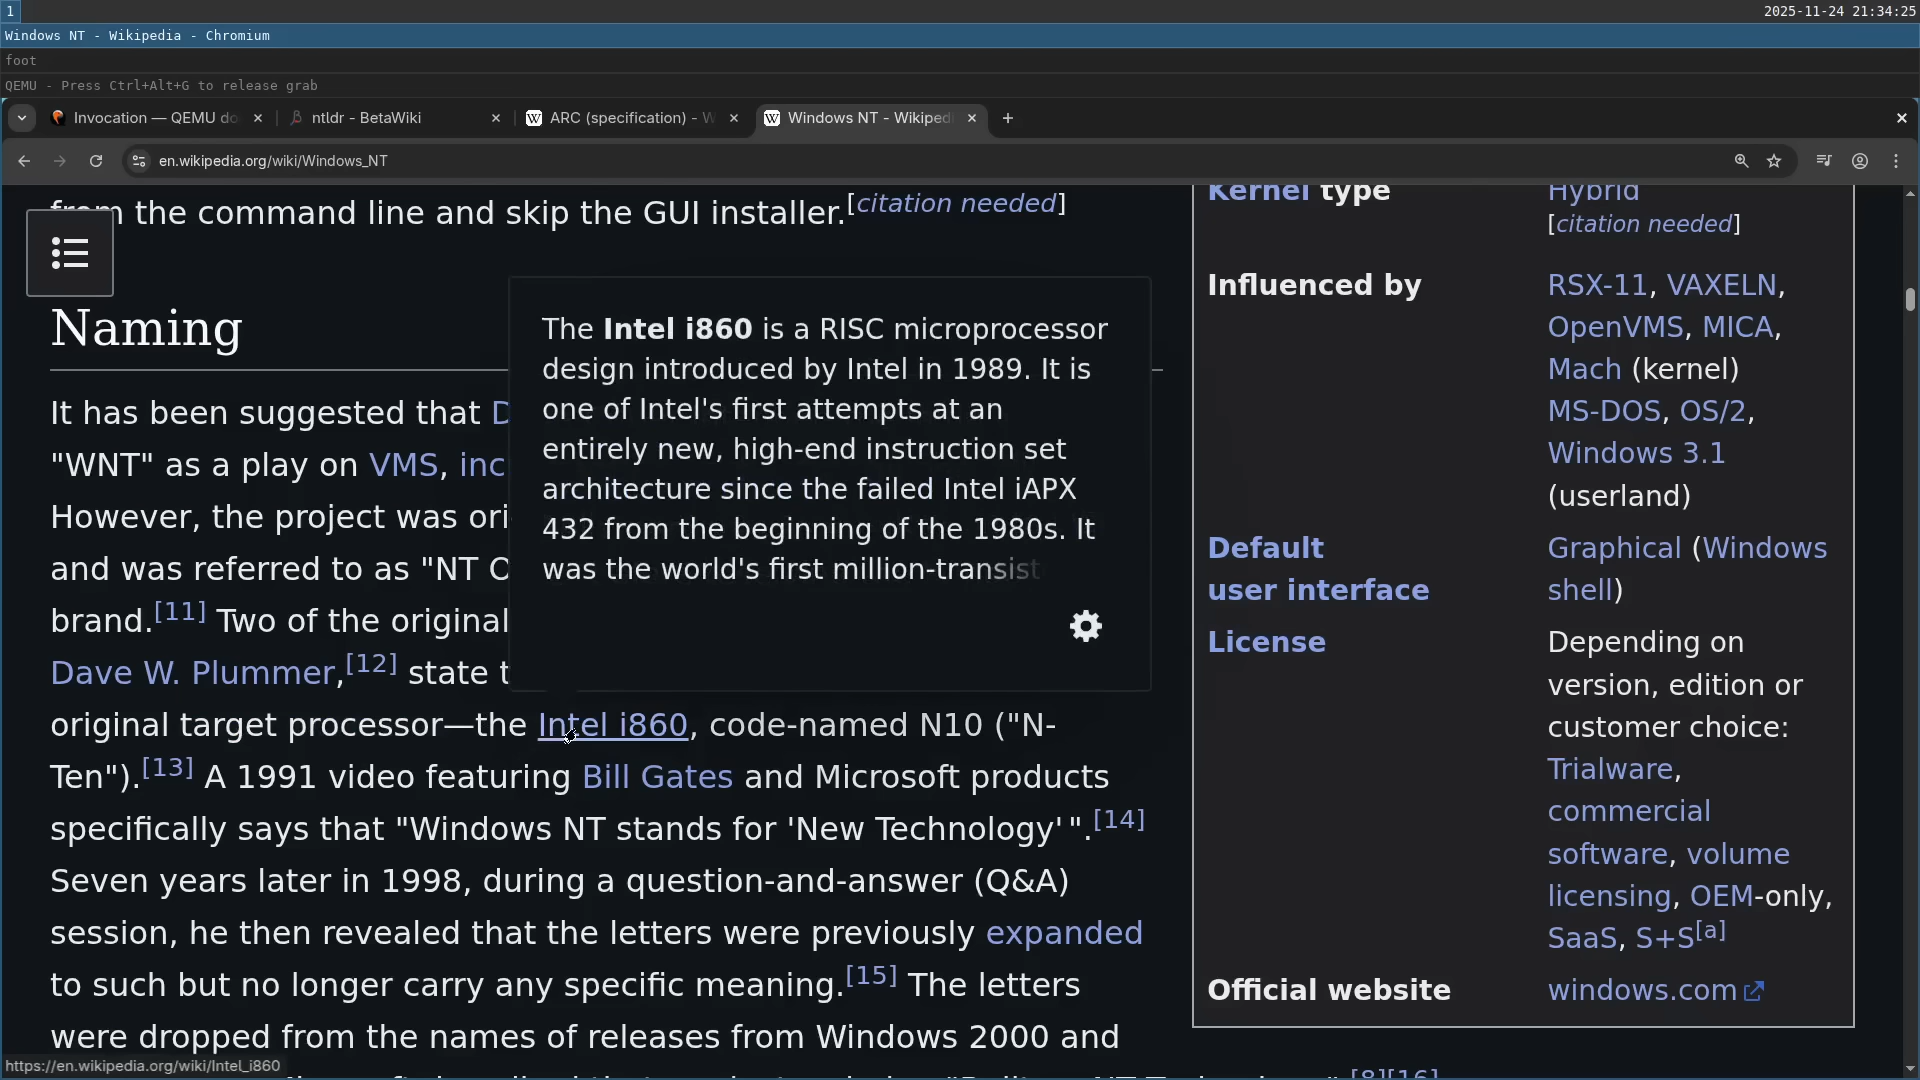 1
2025-11-24 21:34:25
Windows NT - Wikipedia - Chromium
foot
QEMU - Press Ctrl+Alt+G to release grab
Invocation — QEMU do
ntldr - BetaWiki
ARC (specification) - W
Windows NT - Wikiped
en.wikipedia.org/wiki/Windows_NT
from the command line and skip the GUI installer.[citation needed]
Naming
It has been suggested that D
"WNT" as a play on VMS, inc
However, the project was ori
and was referred to as "NT O
brand.[11] Two of the original
Dave W. Plummer,[12] state t
original target processor—the Intel i860, code-named N10 ("N-
Ten").[13] A 1991 video featuring Bill Gates and Microsoft products
specifically says that "Windows NT stands for 'New Technology'".[14]
Seven years later in 1998, during a question-and-answer (Q&A)
session, he then revealed that the letters were previously expanded
to such but no longer carry any specific meaning.[15] The letters
were dropped from the names of releases from Windows 2000 and
[8][16]
The Intel i860 is a RISC microprocessor
design introduced by Intel in 1989. It is
one of Intel's first attempts at an
entirely new, high-end instruction set
architecture since the failed Intel iAPX
432 from the beginning of the 1980s. It
was the world's first million-transist
Kernel type
Hybrid
[citation needed]
Influenced by
RSX-11, VAXELN,
OpenVMS, MICA,
Mach (kernel)
MS-DOS, OS/2,
Windows 3.1
(userland)
Default
user interface
Graphical (Windows
shell)
License
Depending on
version, edition or
customer choice:
Trialware,
commercial
software, volume
licensing, OEM-only,
SaaS, S+S[a]
Official website
windows.com
https://en.wikipedia.org/wiki/Intel_i860